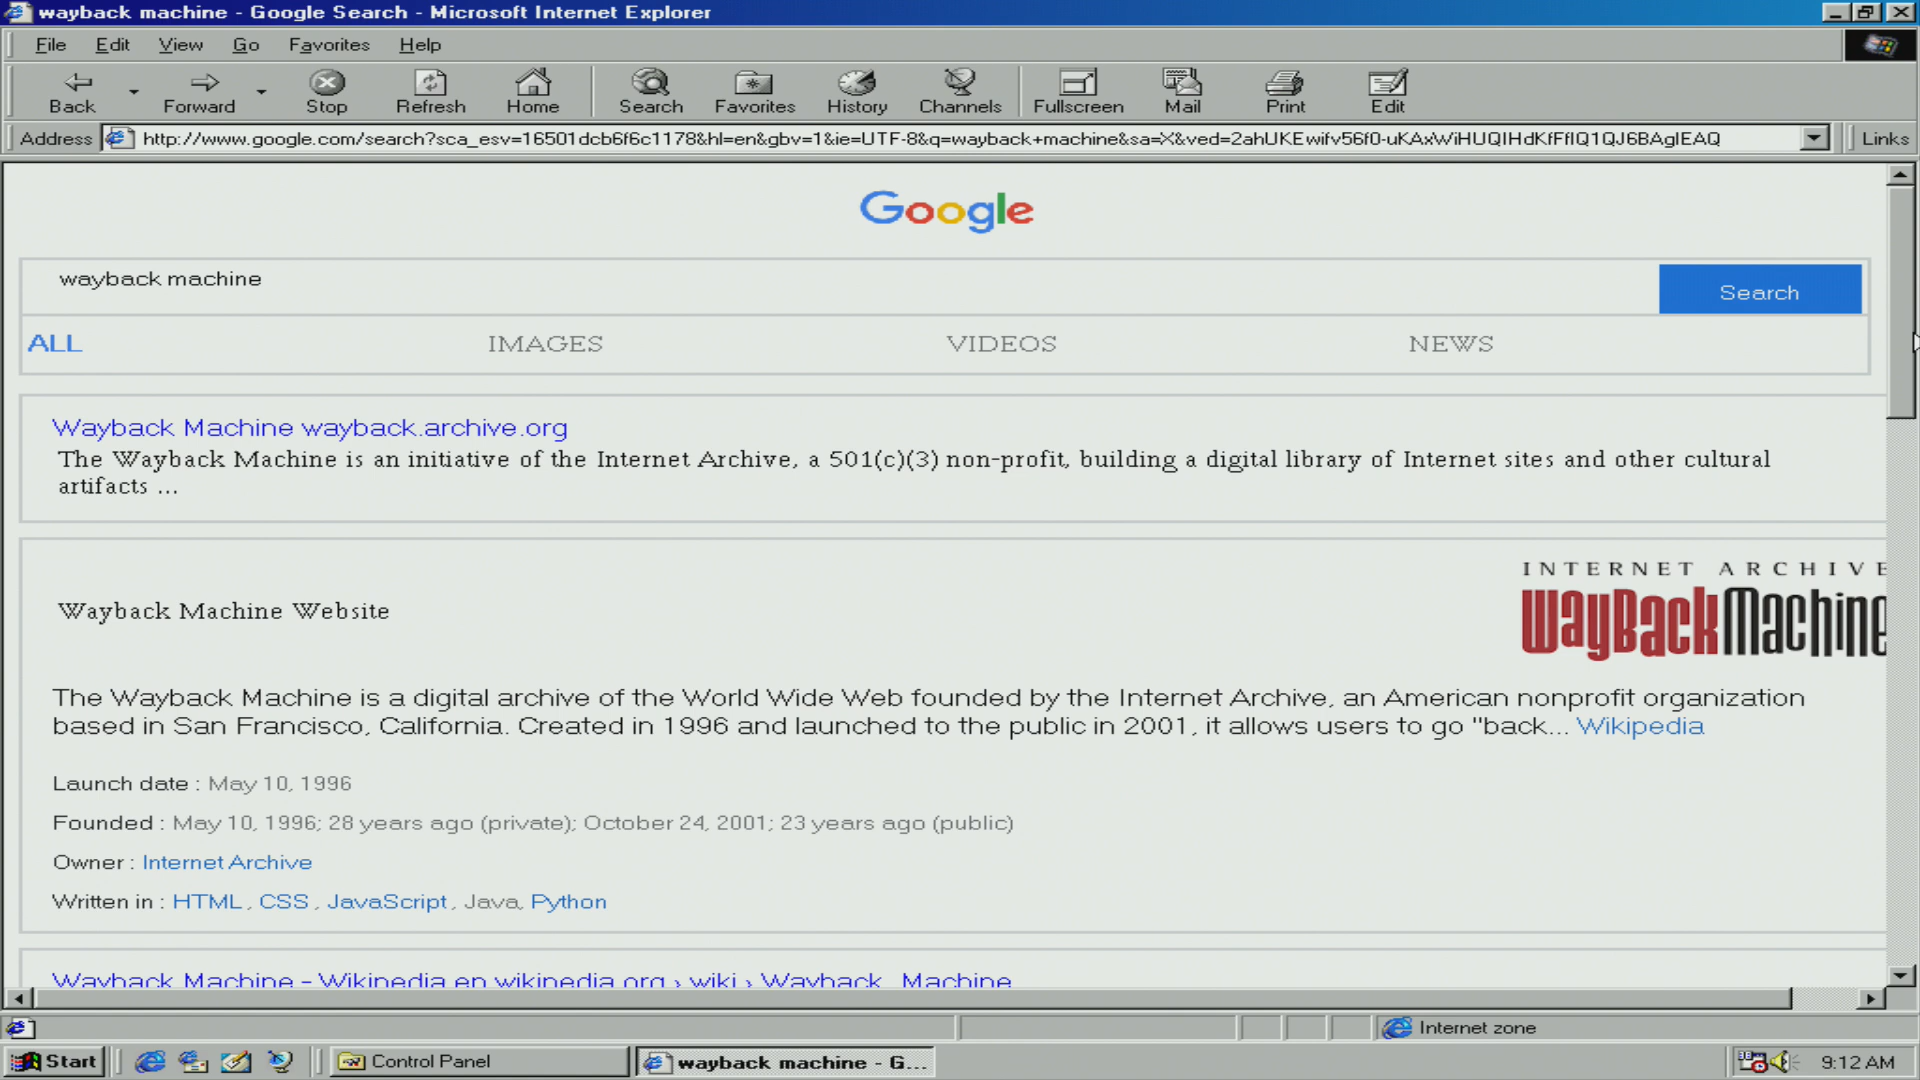 wayback machine - Google Search - Microsoft Internet Explorer
File Edit View Go Favorites Help
Back Forward Stop Refresh Home Search Favorites History Channels Fullscreen Mail Print Edit
Address http://www.google.com/search?sca_esv=16501dcb6f6c1178&hl=en&gbv=1&ie=UTF-8&q=wayback+machine&sa=X&ved=2ahUKEwifv56f0-uKAxWiHUQIHdKfFfIQ1QJ6BAgIEAQ Links
Google
wayback machine
Search
ALL IMAGES VIDEOS NEWS
Wayback Machine wayback.archive.org
The Wayback Machine is an initiative of the Internet Archive, a 501(c)(3) non-profit, building a digital library of Internet sites and other cultural
artifacts ...
INTERNET ARCHIVE
WayBackMachine
Wayback Machine Website
The Wayback Machine is a digital archive of the World Wide Web founded by the Internet Archive, an American nonprofit organization
based in San Francisco, California. Created in 1996 and launched to the public in 2001, it allows users to go "back... Wikipedia
Launch date : May 10, 1996
Founded : May 10, 1996; 28 years ago (private); October 24, 2001; 23 years ago (public)
Owner : Internet Archive
Written in : HTML , CSS , JavaScript , Java, Python
Wayback Machine - Wikipedia en.wikipedia.org › wiki › Wayback_Machine
Internet zone
Start Control Panel wayback machine - G... 9:12 AM